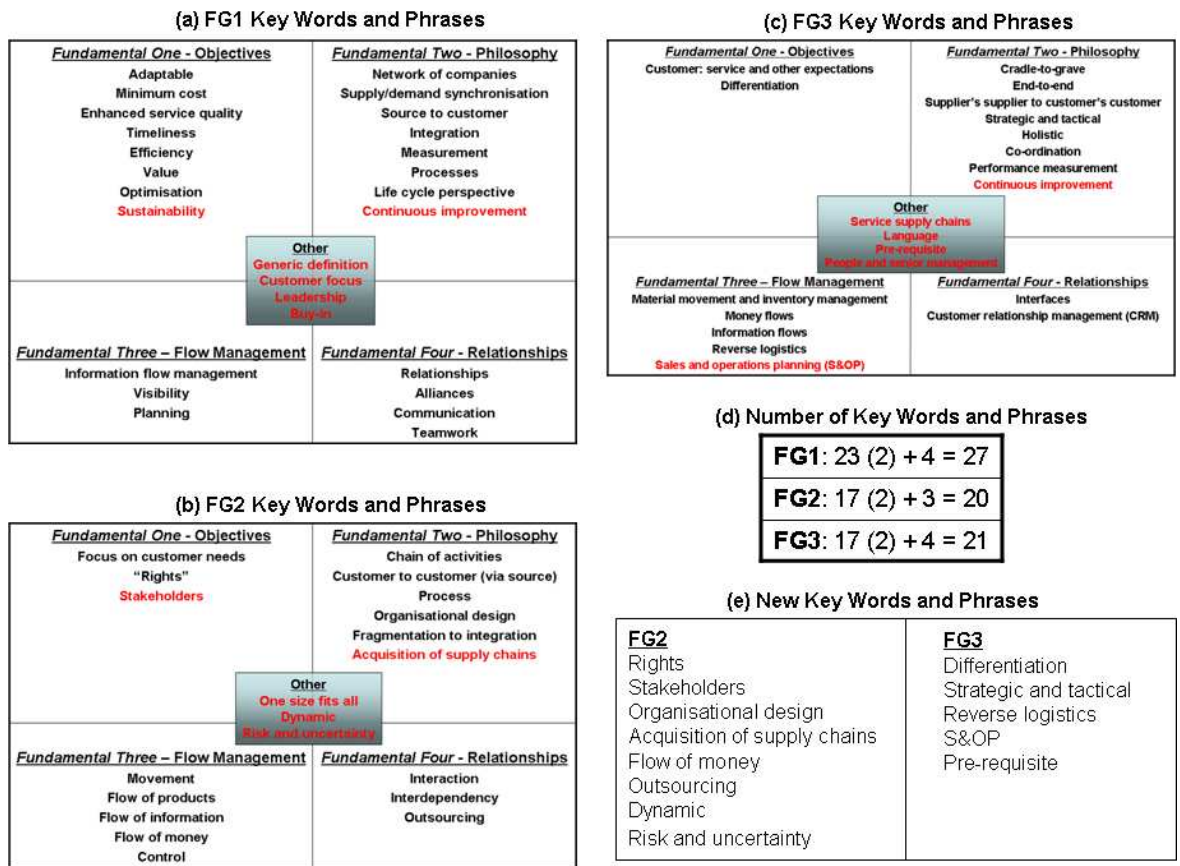 (a) FG1 Key Words and Phrases
Fundamental One - Objectives
Adaptable
Minimum cost
Enhanced service quality
Timeliness
Efficiency
Value
Optimisation
Sustainability
Fundamental Two - Philosophy
Network of companies
Supply/demand synchronisation
Source to customer
Integration
Measurement
Processes
Life cycle perspective
Continuous improvement
Other
Generic definition
Customer focus
Leadership
Buy-in
Fundamental Three – Flow Management
Information flow management
Visibility
Planning
Fundamental Four - Relationships
Relationships
Alliances
Communication
Teamwork
(b) FG2 Key Words and Phrases
Fundamental One - Objectives
Focus on customer needs
“Rights”
Stakeholders
Fundamental Two - Philosophy
Chain of activities
Customer to customer (via source)
Process
Organisational design
Fragmentation to integration
Acquisition of supply chains
Other
One size fits all
Dynamic
Risk and uncertainty
Fundamental Three – Flow Management
Movement
Flow of products
Flow of information
Flow of money
Control
Fundamental Four - Relationships
Interaction
Interdependency
Outsourcing
(c) FG3 Key Words and Phrases
Fundamental One - Objectives
Customer: service and other expectations
Differentiation
Fundamental Two - Philosophy
Cradle-to-grave
End-to-end
Supplier's supplier to customer's customer
Strategic and tactical
Holistic
Co-ordination
Performance measurement
Continuous improvement
Other
Service supply chains
Language
Pre-requisite
People and senior management
Fundamental Three – Flow Management
Material movement and inventory management
Money flows
Information flows
Reverse logistics
Sales and operations planning (S&OP)
Fundamental Four - Relationships
Interfaces
Customer relationship management (CRM)
(d) Number of Key Words and Phrases
FG1: 23 (2) + 4 = 27
FG2: 17 (2) + 3 = 20
FG3: 17 (2) + 4 = 21
(e) New Key Words and Phrases
FG2
Rights
Stakeholders
Organisational design
Acquisition of supply chains
Flow of money
Outsourcing
Dynamic
Risk and uncertainty
FG3
Differentiation
Strategic and tactical
Reverse logistics
S&OP
Pre-requisite